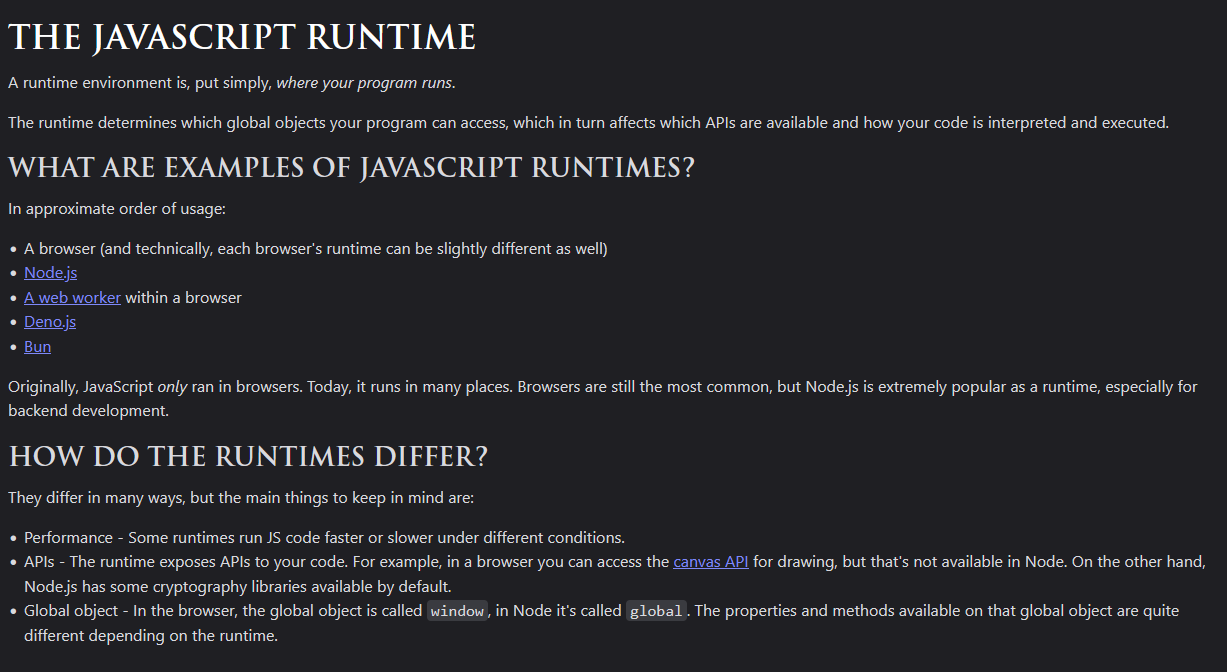 THE JAVASCRIPT RUNTIME
A runtime environment is, put simply, where your program runs.
The runtime determines which global objects your program can access, which in turn affects which APIs are available and how your code is interpreted and executed.
WHAT ARE EXAMPLES OF JAVASCRIPT RUNTIMES?
In approximate order of usage:
• A browser (and technically, each browser's runtime can be slightly different as well)
• Node.js
• A web worker within a browser
• Deno.js
• Bun
Originally, JavaScript only ran in browsers. Today, it runs in many places. Browsers are still the most common, but Node.js is extremely popular as a runtime, especially for
backend development.
HOW DO THE RUNTIMES DIFFER?
They differ in many ways, but the main things to keep in mind are:
• Performance - Some runtimes run JS code faster or slower under different conditions.
• APIs - The runtime exposes APIs to your code. For example, in a browser you can access the canvas API for drawing, but that's not available in Node. On the other hand,
Node.js has some cryptography libraries available by default.
• Global object - In the browser, the global object is called window, in Node it's called global. The properties and methods available on that global object are quite
different depending on the runtime.